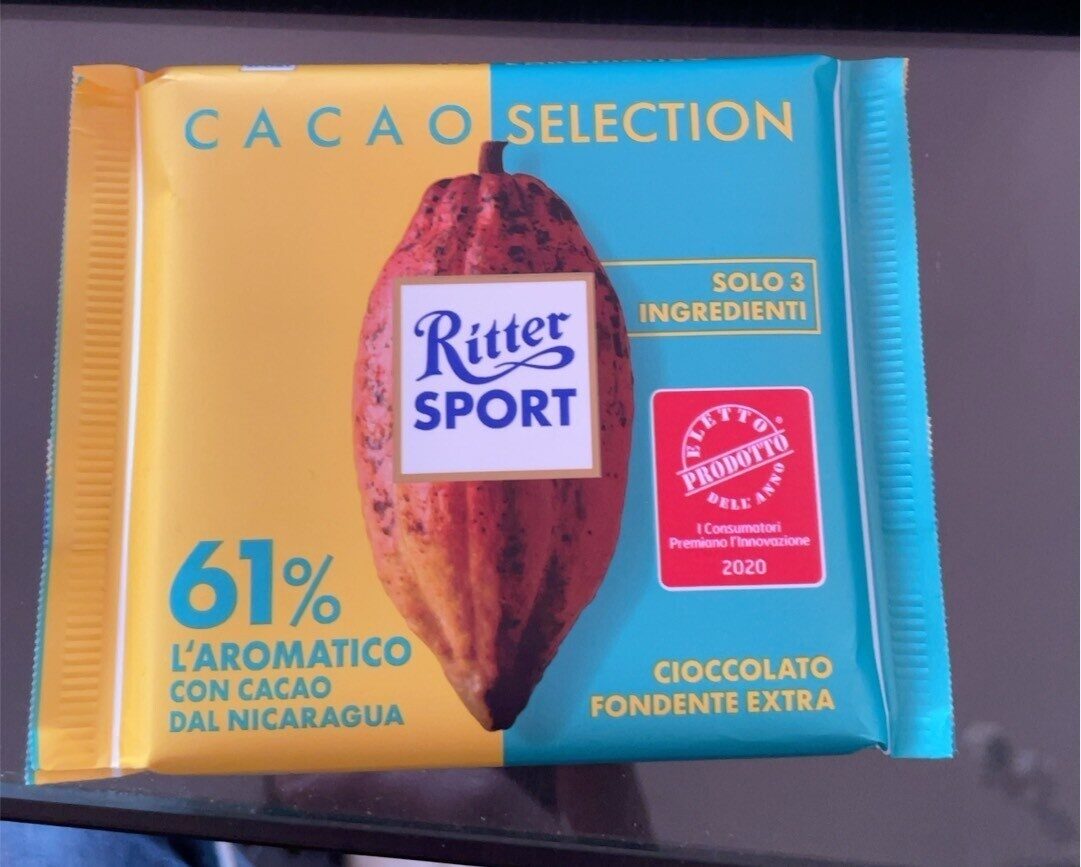 CACAO SELECTION
SOLO 3
INGREDIENTI
Ritter
SPORT
ELETTO
PRODOTTO
DELL'ANNO
I Consumatori
Premiano l'Innovazione
2020
61%
L'AROMATICO
CON CACAO
DAL NICARAGUA
CIOCCOLATO
FONDENTE EXTRA